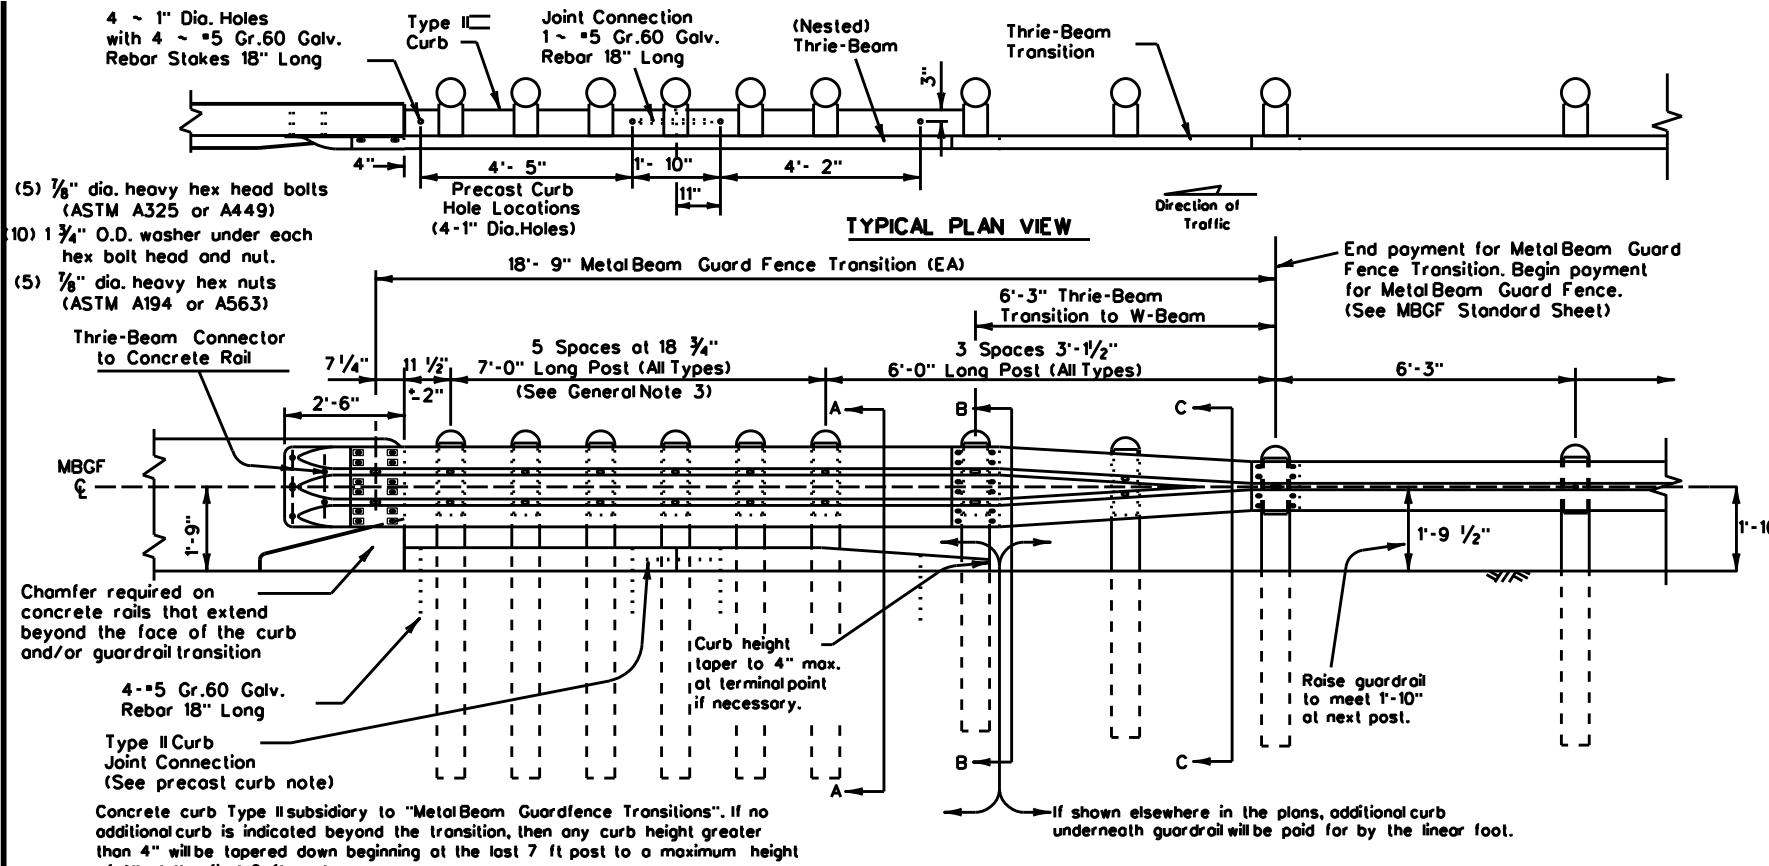 4 ~ 1" Dia. Holes
with 4 ~ #5 Gr.60 Galv.
Rebar Stakes 18" Long
Type II
Curb
Joint Connection
1 ~ #5 Gr.60 Galv.
Rebar 18" Long
(Nested)
Thrie-Beam
Thrie-Beam
Transition
3"
4"
4'- 5"
1'- 10"
4'- 2"
11"
Precast Curb
Hole Locations
(4-1" Dia.Holes)
TYPICAL PLAN VIEW
Direction of
Traffic
(5) 7/8" dia. heavy hex head bolts
(ASTM A325 or A449)
(10) 1 3/4" O.D. washer under each
hex bolt head and nut.
(5) 7/8" dia. heavy hex nuts
(ASTM A194 or A563)
18'- 9" Metal Beam Guard Fence Transition (EA)
End payment for Metal Beam Guard
Fence Transition. Begin payment
for Metal Beam Guard Fence.
(See MBGF Standard Sheet)
6'-3" Thrie-Beam
Transition to W-Beam
Thrie-Beam Connector
to Concrete Rail
7 1/4"
11 1/2"
+-2"
5 Spaces at 18 3/4"
7'-0" Long Post (All Types)
(See General Note 3)
3 Spaces 3'-1 1/2"
6'-0" Long Post (All Types)
6'-3"
2'-6"
A
B
C
MBGF
CL
1'-9"
1'-9 1/2"
Chamfer required on
concrete rails that extend
beyond the face of the curb
and/or guardrail transition
4-#5 Gr.60 Galv.
Rebar 18" Long
Curb height
taper to 4" max.
at terminal point
if necessary.
Raise guardrail
to meet 1'-10"
at next post.
Type II Curb
Joint Connection
(See precast curb note)
A
B
C
Concrete curb Type II subsidiary to "Metal Beam Guardfence Transitions". If no
additional curb is indicated beyond the transition, then any curb height greater
than 4" will be tapered down beginning at the last 7 ft post to a maximum height
If shown elsewhere in the plans, additional curb
underneath guardrail will be paid for by the linear foot.